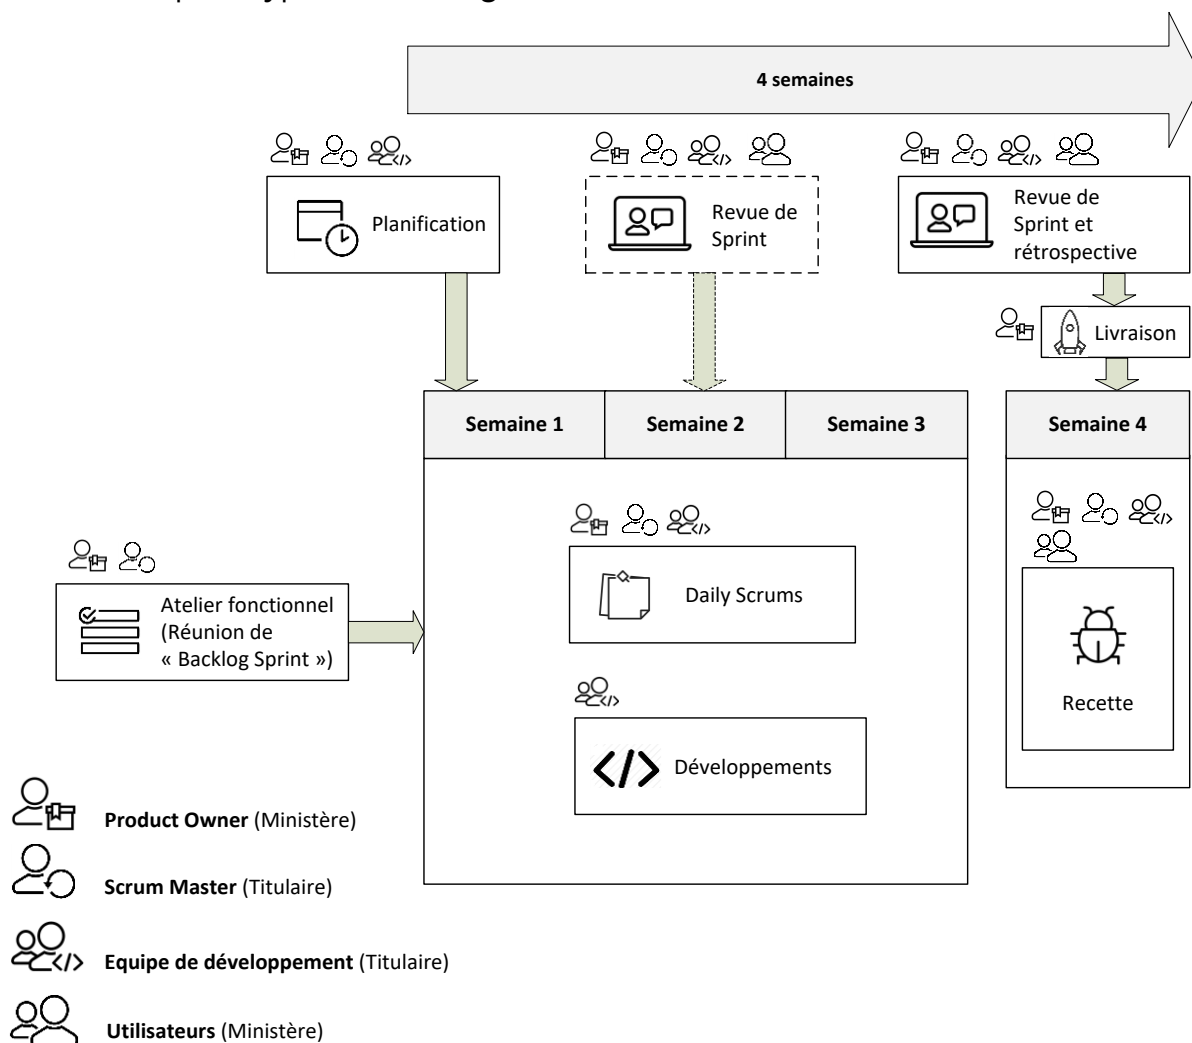 4 semaines
Planification
Revue de
Sprint
Revue de
Sprint et
rétrospective
Livraison
Semaine 1
Semaine 2
Semaine 3
Semaine 4
Daily Scrums
Atelier fonctionnel
(Réunion de
« Backlog Sprint »)
Développements
Recette
Product Owner (Ministère)
Scrum Master (Titulaire)
Equipe de développement (Titulaire)
Utilisateurs (Ministère)